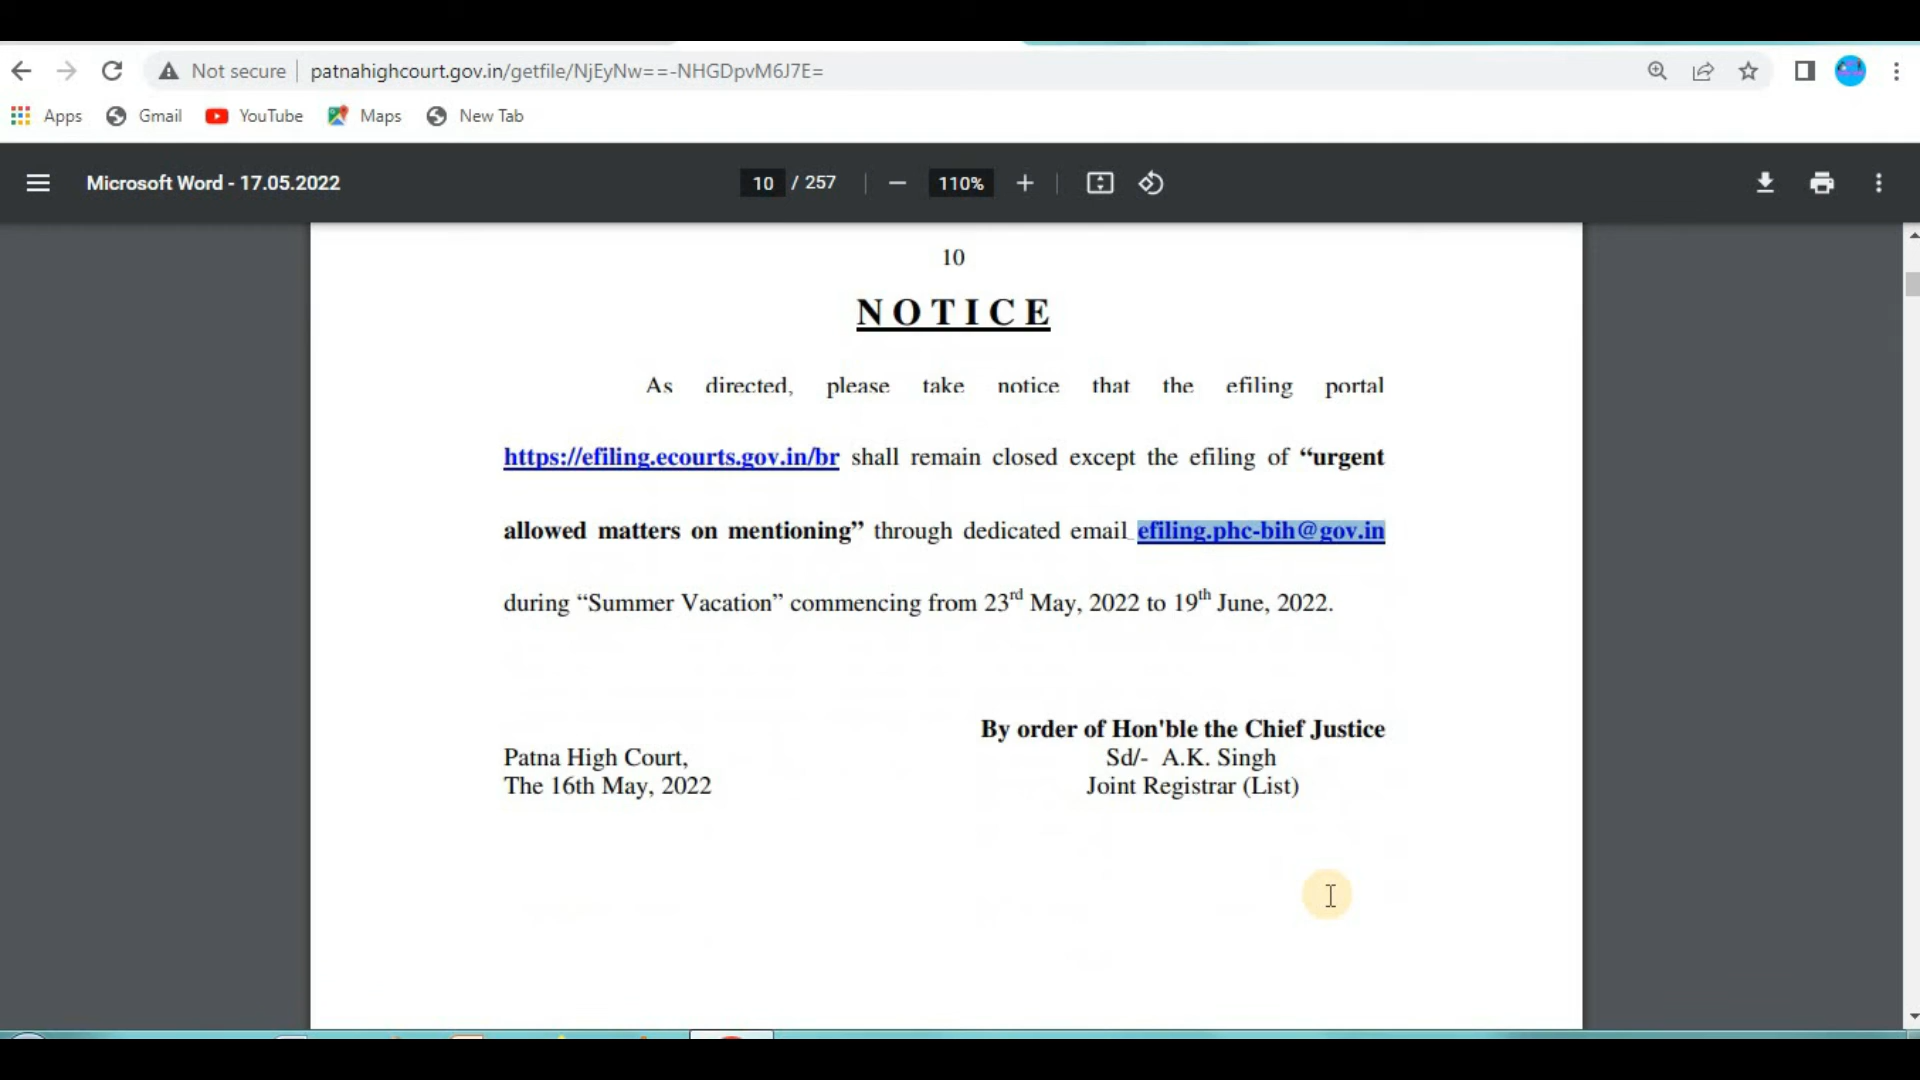 Not secure patnahighcourt.gov.in/getfile/NjEyNw==-NHGDpvM6J7E=
Apps Gmail YouTube Maps New Tab
Microsoft Word - 17.05.2022 10 / 257 110%
10
NOTICE
As directed, please take notice that the efiling portal
https://efiling.ecourts.gov.in/br shall remain closed except the efiling of “urgent
allowed matters on mentioning” through dedicated email efiling.phc-bih@gov.in
during “Summer Vacation” commencing from 23rd May, 2022 to 19th June, 2022.
By order of Hon'ble the Chief Justice
Patna High Court, Sd/- A.K. Singh
The 16th May, 2022 Joint Registrar (List)